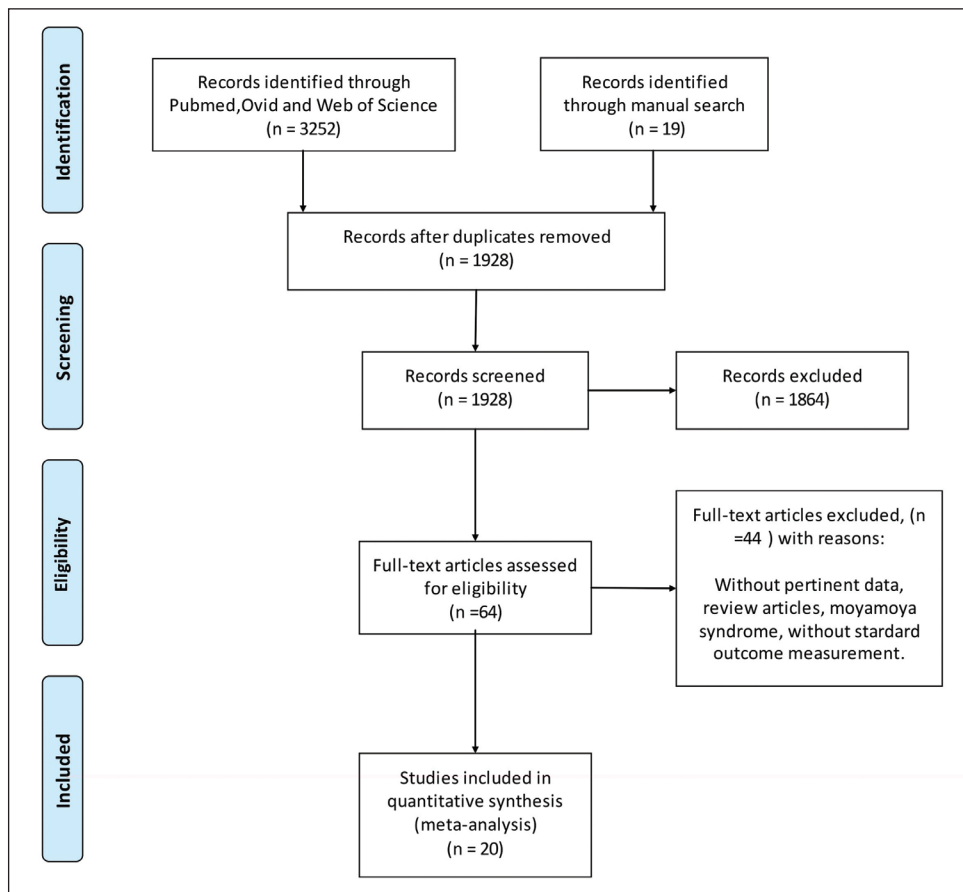 Identification
Records identified through
Pubmed,Ovid and Web of Science
(n = 3252)
Records identified
through manual search
(n = 19)
Records after duplicates removed
(n = 1928)
Screening
Records screened
(n = 1928)
Records excluded
(n = 1864)
Eligibility
Full-text articles assessed
for eligibility
(n =64)
Full-text articles excluded, (n
=44 ) with reasons:
Without pertinent data,
review articles, moyamoya
syndrome, without stardard
outcome measurement.
Included
Studies included in
quantitative synthesis
(meta-analysis)
(n = 20)